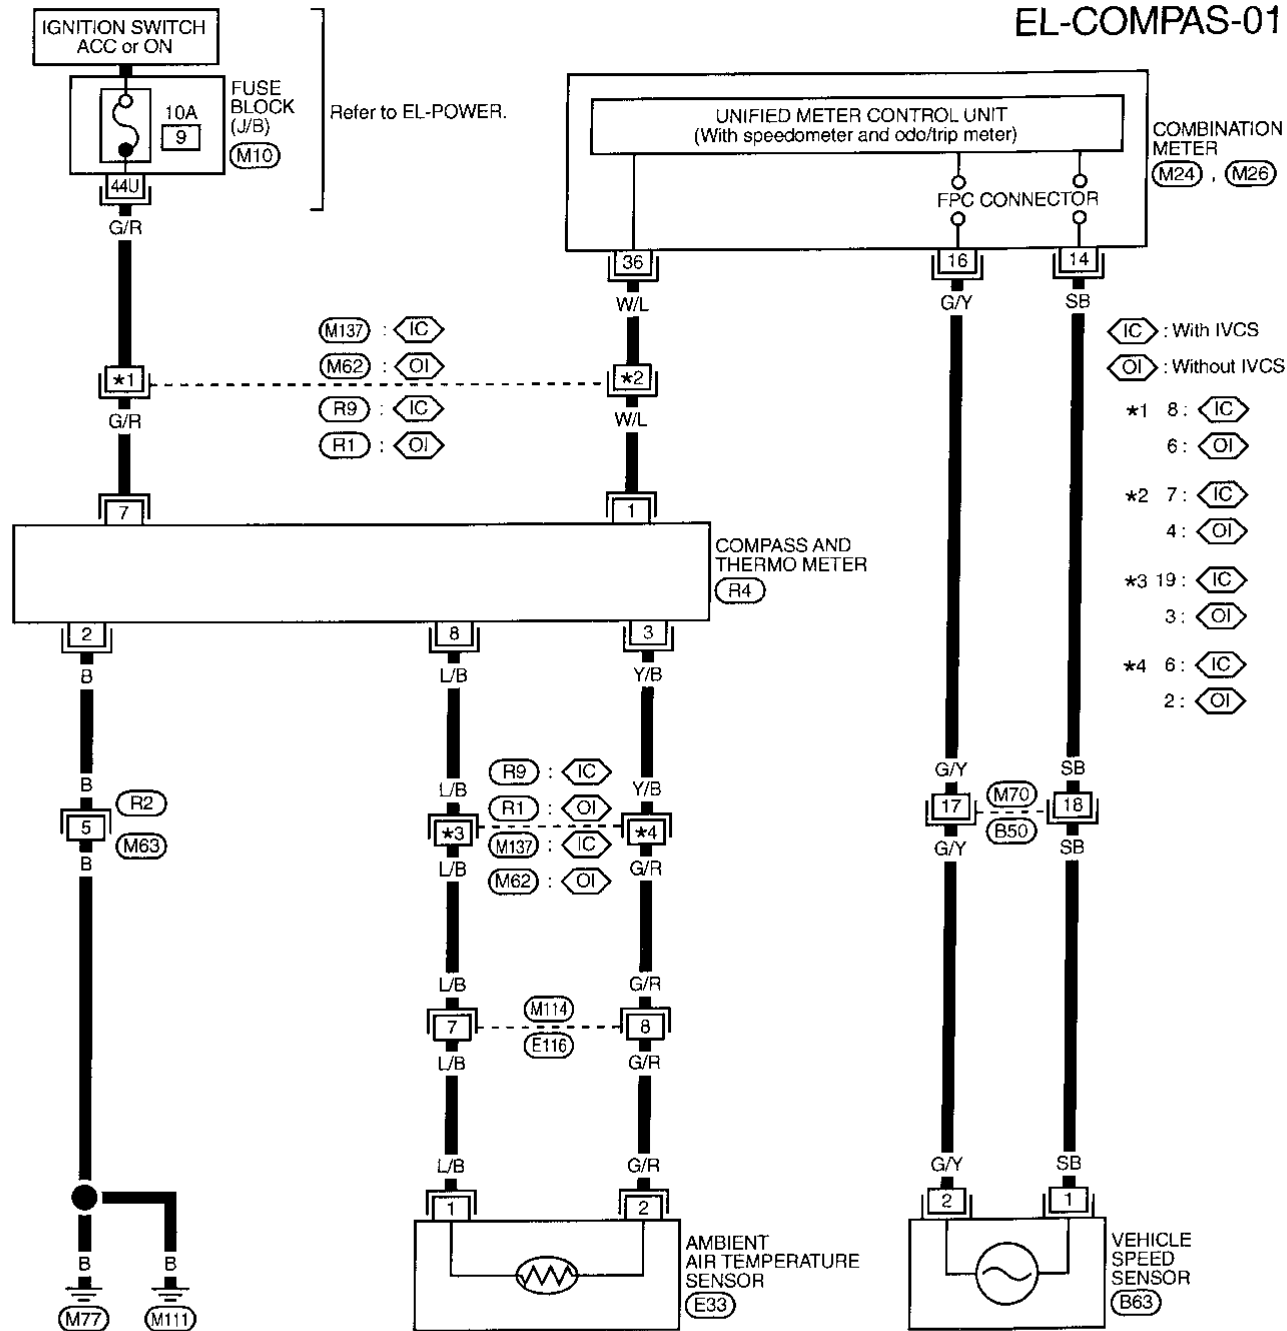 EL-COMPAS-01
IGNITION SWITCH
ACC or ON
FUSE
BLOCK
(J/B)
M10
10A
9
Refer to EL-POWER.
44U
G/R
UNIFIED METER CONTROL UNIT
(With speedometer and odo/trip meter)
COMBINATION
METER
M24 , M26
FPC CONNECTOR
36
16
14
W/L
G/Y
SB
M137 : IC
M62 : OI
*1
*2
R9 : IC
R1 : OI
G/R
W/L
IC : With IVCS
OI : Without IVCS
*1 8 : IC
6 : OI
*2 7 : IC
4 : OI
*3 19 : IC
3 : OI
*4 6 : IC
2 : OI
7
1
COMPASS AND
THERMO METER
R4
2
8
3
B
L/B
Y/B
B
L/B
Y/B
R9 : IC
R1 : OI
5
R2
M63
*3
*4
M137 : IC
M62 : OI
B
L/B
G/R
G/Y
SB
17
M70
18
B50
G/Y
SB
L/B
G/R
7
M114
8
E116
L/B
G/R
L/B
G/R
G/Y
SB
1
2
2
1
AMBIENT
AIR TEMPERATURE
SENSOR
E33
VEHICLE
SPEED
SENSOR
B63
B
B
M77
M111